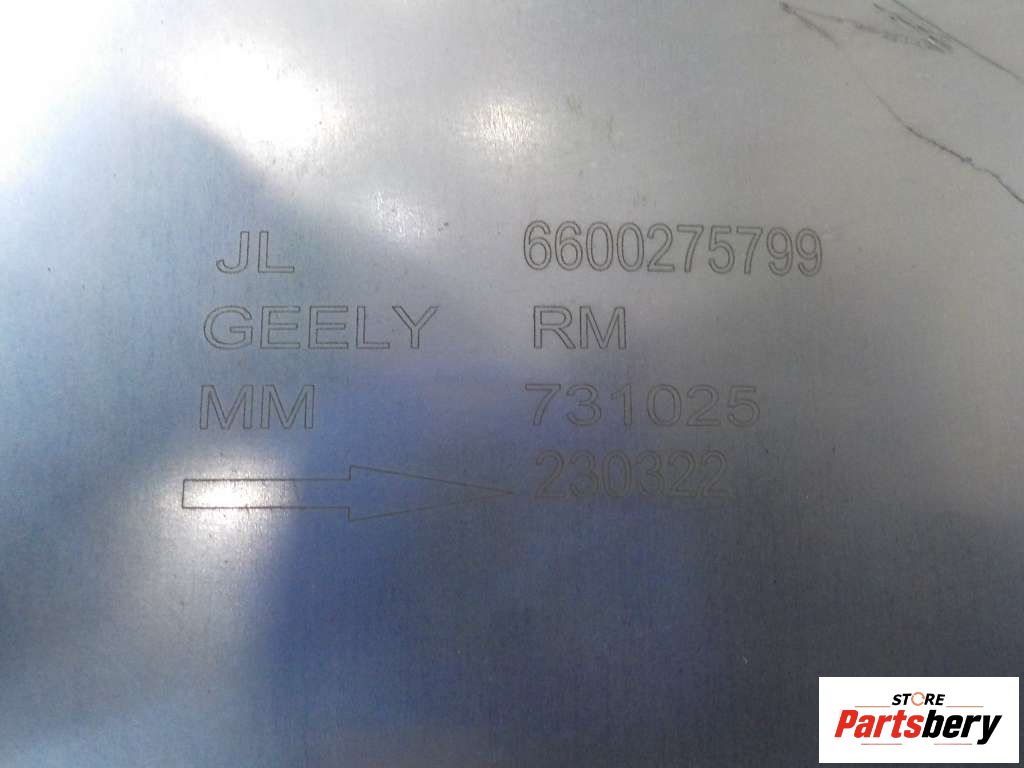 JL 6600275799
GEELY RM
MM 731025
230322
STORE
Partsbery